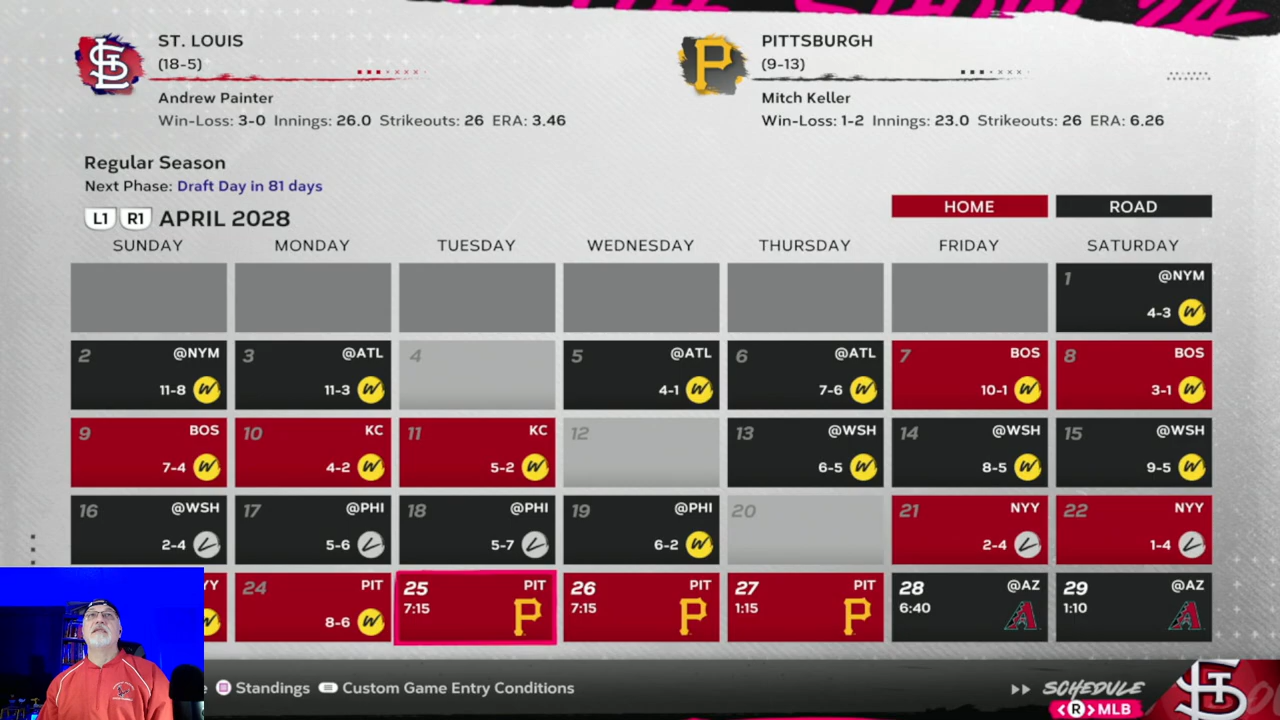 ST. LOUIS
(18-5)
Andrew Painter
Win-Loss: 3-0 Innings: 26.0 Strikeouts: 26 ERA: 3.46
PITTSBURGH
(9-13)
Mitch Keller
Win-Loss: 1-2 Innings: 23.0 Strikeouts: 26 ERA: 6.26
Regular Season
Next Phase: Draft Day in 81 days
L1 R1 APRIL 2028
HOME ROAD
SUNDAY MONDAY TUESDAY WEDNESDAY THURSDAY FRIDAY SATURDAY
1 @NYM
4-3 W
2 @NYM 3 @ATL 4 5 @ATL 6 @ATL 7 BOS 8 BOS
11-8 W 11-3 W 4-1 W 7-6 W 10-1 W 3-1 W
9 BOS 10 KC 11 KC 12 13 @WSH 14 @WSH 15 @WSH
7-4 W 4-2 W 5-2 W 6-5 W 8-5 W 9-5 W
16 @WSH 17 @PHI 18 @PHI 19 @PHI 20 21 NYY 22 NYY
2-4 L 5-6 L 5-7 L 6-2 W 2-4 L 1-4 L
24 PIT 25 PIT 26 PIT 27 PIT 28 @AZ 29 @AZ
8-6 W 7:15 P 7:15 P 1:15 P 6:40 A 1:10 A
Standings Custom Game Entry Conditions
SCHEDULE
R MLB